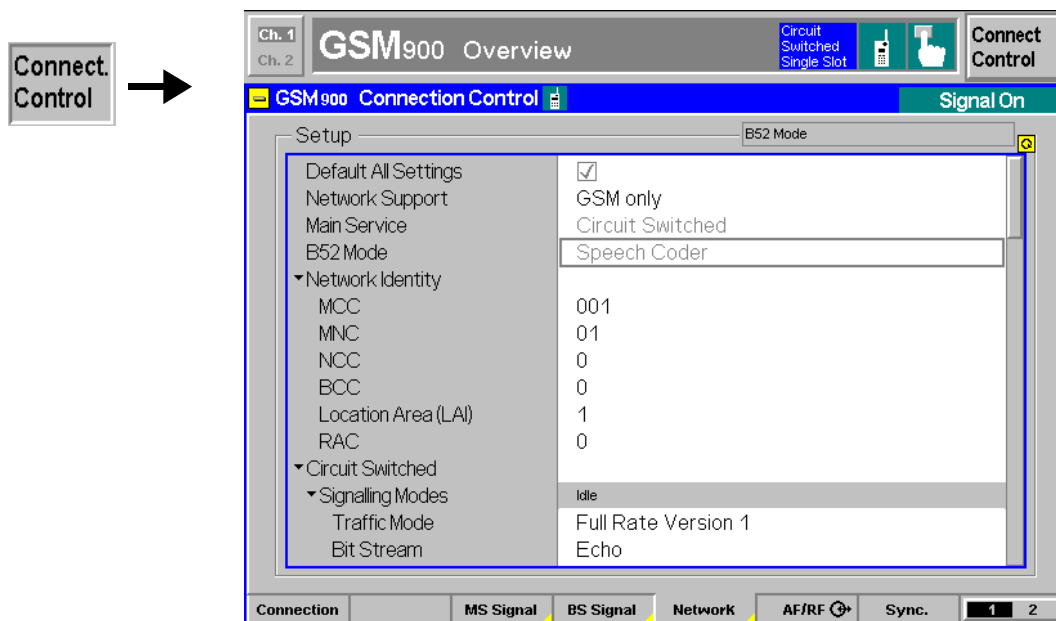 Connect.
Control
Ch. 1
Ch. 2
GSM900 Overview
Circuit
Switched
Single Slot
Connect
Control
GSM900 Connection Control
Signal On
Setup
B52 Mode
Default All Settings
Network Support GSM only
Main Service Circuit Switched
B52 Mode Speech Coder
Network Identity
MCC 001
MNC 01
NCC 0
BCC 0
Location Area (LAI) 1
RAC 0
Circuit Switched
Signalling Modes Idle
Traffic Mode Full Rate Version 1
Bit Stream Echo
Connection MS Signal BS Signal Network AF/RF Sync. 1 2